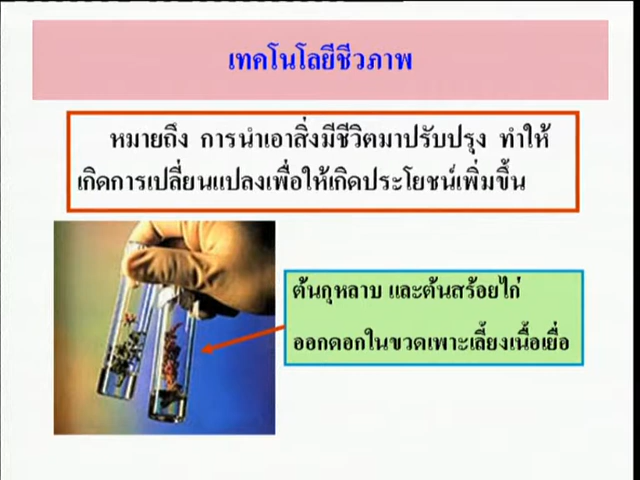 เทคโนโลยีชีวภาพ
หมายถึง การนำเอาสิ่งมีชีวิตมาปรับปรุง ทำให้
เกิดการเปลี่ยนแปลงเพื่อให้เกิดประโยชน์เพิ่มขึ้น
ต้นกุหลาบ และต้นสร้อยไก่
ออกดอกในขวดเพาะเลี้ยงเนื้อเยื่อ